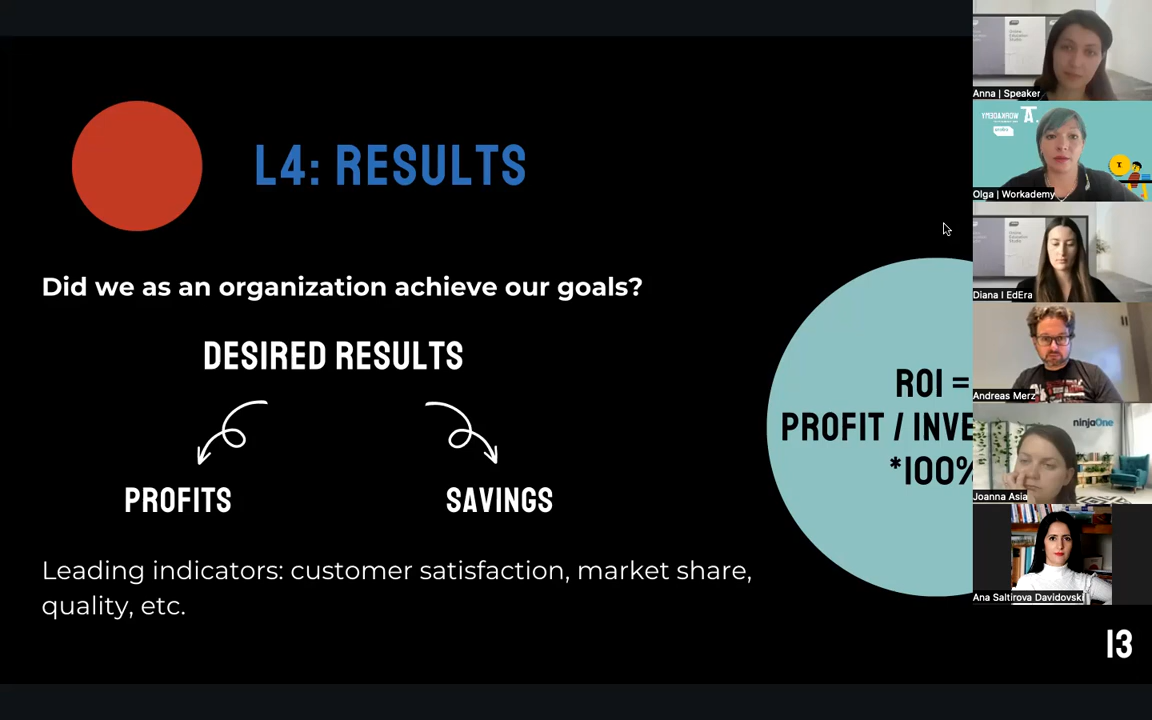 L4: RESULTS
Did we as an organization achieve our goals?
DESIRED RESULTS
PROFITS
SAVINGS
Leading indicators: customer satisfaction, market share,
quality, etc.
ROI =
PROFIT / INVE
*100%
13
Anna | Speaker
Olga | Workademy
Diana I EdEra
Andreas Merz
ninjaOne
Joanna Asia
Ana Saltirova Davidovski